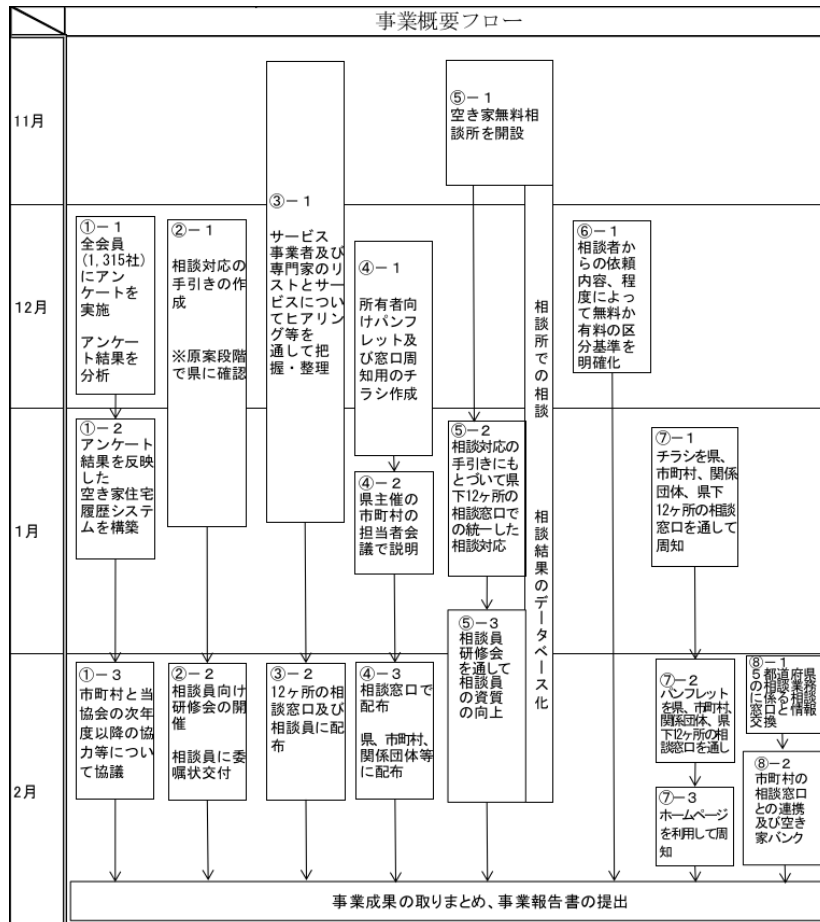 事業概要フロー
11月
12月
1月
2月
①－1
全会員
(1,315社)
にアン
ケートを
実施
アンケー
ト結果を
分析
①－2
アンケート
結果を反映
した
空き家住宅
履歴システ
ムを構築
①－3
市町村と当
協会の次年
度以降の協
力等につい
て協議
②－1
相談対応の
手引きの作
成
※原案段階
で県に確認
②－2
相談員向け
研修会の開
催
相談員に委
嘱状交付
③－1
サービス
事業者及び
専門家のリ
ストとサー
ビスについ
てヒアリン
グ等を
通して把
握・整理
③－2
12ヶ所の相
談窓口及び
相談員に配
布
④－1
所有者向
けパンフ
レット及
び窓口周
知用のチ
ラシ作成
④－2
県主催の
市町村の
担当者会
議で説明
④－3
相談窓口で
配布
県、市町村、
関係団体等
に配布
⑤－1
空き家無料相
談所を開設
⑤－2
相談対応の
手引きにも
とづいて県
下12ヶ所の
相談窓口で
の統一した
相談対応
⑤－3
相談員
研修会
を通して
相談員
の資質
の向上
相談所での相談
相談結果のデータベース化
⑥－1
相談者か
らの依頼
内容、程
度によっ
て無料か
有料の区
分基準を
明確化
⑦－1
チラシを県、
市町村、関係
団体、県下
12ヶ所の相談
窓口を通して
周知
⑦－2
パンフレット
を県、市町村、
関係団体、県
下12ヶ所の相
談窓口を通し
⑦－3
ホームページ
を利用して周
知
⑧－1
５都道府県
の相談業務
に係る相談
窓口と情報
交換
⑧－2
市町村の
相談窓口
との連携
及び空き
家バンク
事業成果の取りまとめ、事業報告書の提出